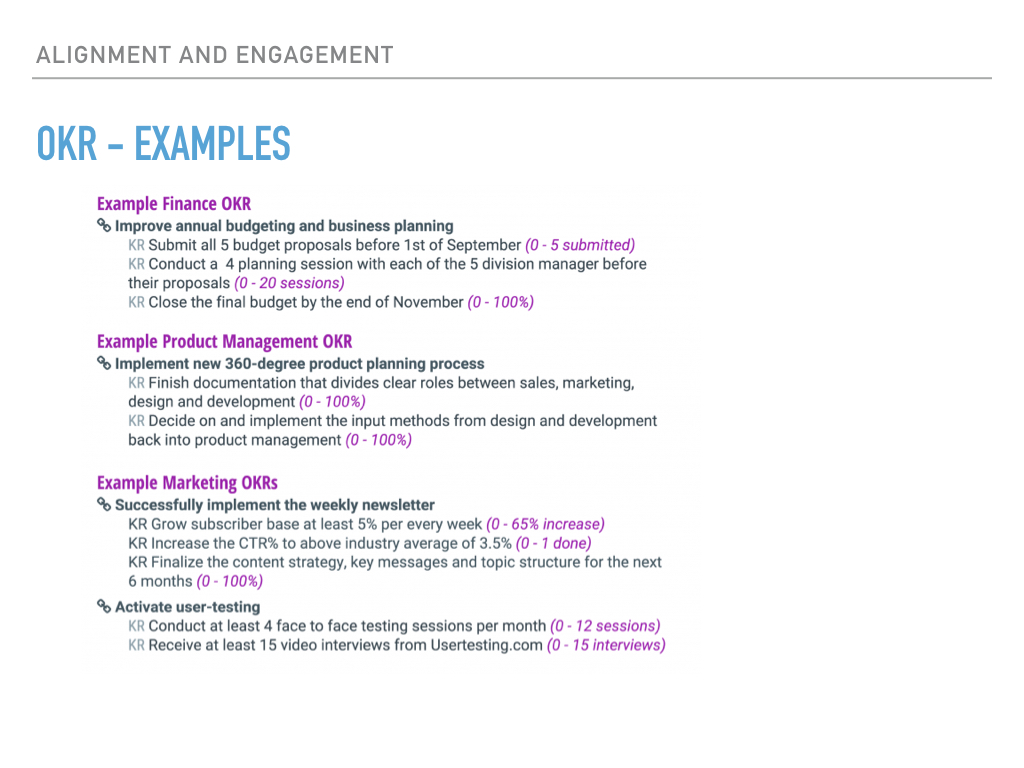 ALIGNMENT AND ENGAGEMENT
OKR – EXAMPLES
Example Finance OKR
Improve annual budgeting and business planning
KR Submit all 5 budget proposals before 1st of September (0 - 5 submitted)
KR Conduct a  4 planning session with each of the 5 division manager before
their proposals (0 - 20 sessions)
KR Close the final budget by the end of November (0 - 100%)
Example Product Management OKR
Implement new 360-degree product planning process
KR Finish documentation that divides clear roles between sales, marketing,
design and development (0 - 100%)
KR Decide on and implement the input methods from design and development
back into product management (0 - 100%)
Example Marketing OKRs
Successfully implement the weekly newsletter
KR Grow subscriber base at least 5% per every week (0 - 65% increase)
KR Increase the CTR% to above industry average of 3.5% (0 - 1 done)
KR Finalize the content strategy, key messages and topic structure for the next
6 months (0 - 100%)
Activate user-testing
KR Conduct at least 4 face to face testing sessions per month (0 - 12 sessions)
KR Receive at least 15 video interviews from Usertesting.com (0 - 15 interviews)